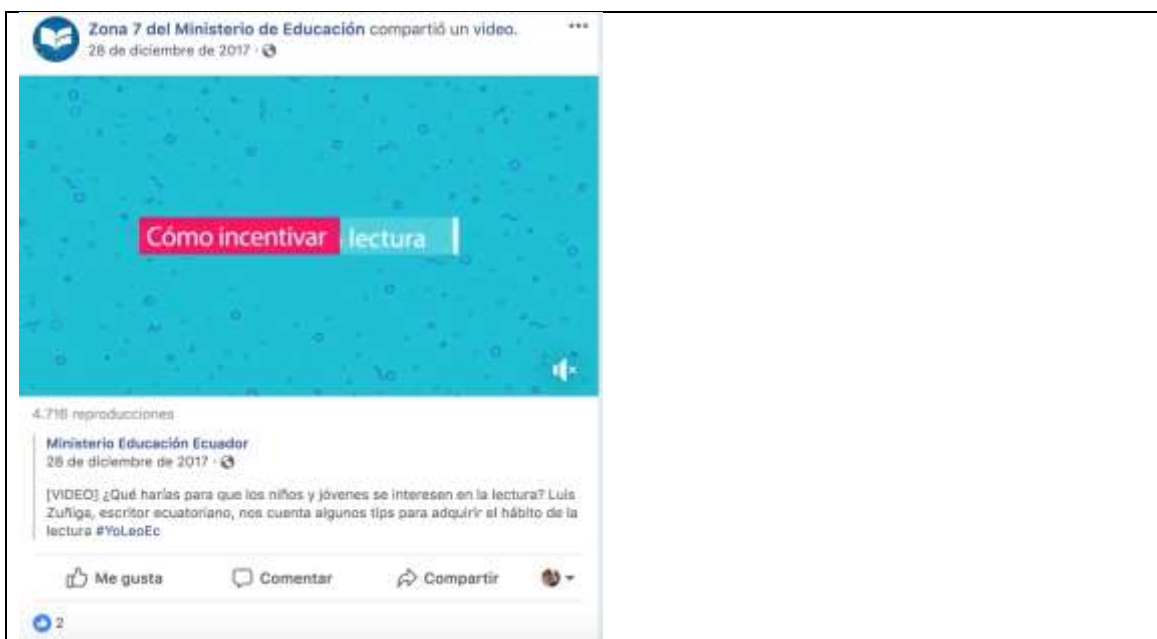 Zona 7 del Ministerio de Educación compartió un video.
28 de diciembre de 2017
Cómo incentivar lectura
4.716 reproducciones
Ministerio Educación Ecuador
28 de diciembre de 2017
[VIDEO] ¿Qué harías para que los niños y jóvenes se interesen en la lectura? Luis
Zuñiga, escritor ecuatoriano, nos cuenta algunos tips para adquirir el hábito de la
lectura #YoLeoEc
Me gusta Comentar Compartir
2